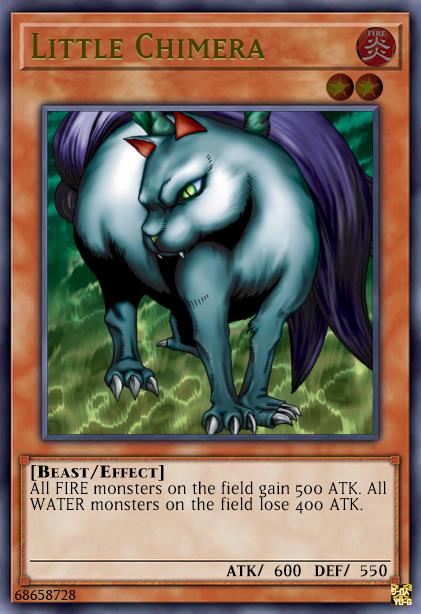 Little Chimera
FIRE
炎
[Beast/Effect]
All FIRE monsters on the field gain 500 ATK. All
WATER monsters on the field lose 400 ATK.
ATK/ 600 DEF/ 550
68658728